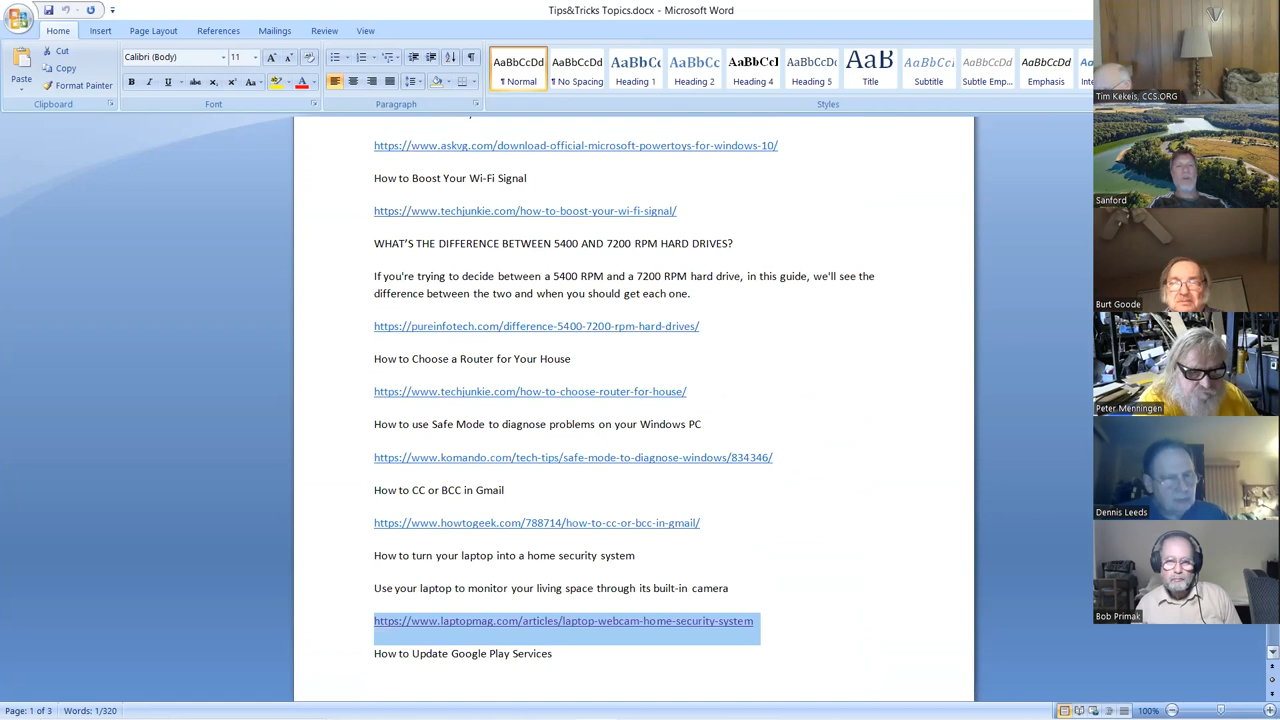 Tips&Tricks Topics.docx - Microsoft Word
Home
Insert
Page Layout
References
Mailings
Review
View
Paste
Cut
Copy
Format Painter
Clipboard
Calibri (Body)
11
Font
Paragraph
AaBbCcDd
¶ Normal
AaBbCcDd
¶ No Spacing
AaBbC
Heading 1
AaBbCc
Heading 2
AaBbCcI
Heading 4
AaBbCcDc
Heading 5
AaB
Title
AaBbCcDd
Subtitle
AaBbCcDd
Subtle Emp...
AaBbCcDd
Emphasis
Styles
https://www.askvg.com/download-official-microsoft-powertoys-for-windows-10/
How to Boost Your Wi-Fi Signal
https://www.techjunkie.com/how-to-boost-your-wi-fi-signal/
WHAT'S THE DIFFERENCE BETWEEN 5400 AND 7200 RPM HARD DRIVES?
If you're trying to decide between a 5400 RPM and a 7200 RPM hard drive, in this guide, we'll see the
difference between the two and when you should get each one.
https://pureinfotech.com/difference-5400-7200-rpm-hard-drives/
How to Choose a Router for Your House
https://www.techjunkie.com/how-to-choose-router-for-house/
How to use Safe Mode to diagnose problems on your Windows PC
https://www.komando.com/tech-tips/safe-mode-to-diagnose-windows/834346/
How to CC or BCC in Gmail
https://www.howtogeek.com/788714/how-to-cc-or-bcc-in-gmail/
How to turn your laptop into a home security system
Use your laptop to monitor your living space through its built-in camera
https://www.laptopmag.com/articles/laptop-webcam-home-security-system
How to Update Google Play Services
Page: 1 of 3
Words: 1/320
100%
Tim Kekeis, CCS.ORG
Sanford
Burt Goode
Peter Menningen
Dennis Leeds
Bob Primak